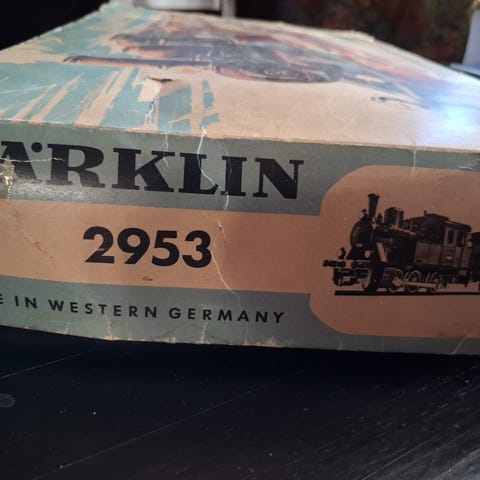 ÄRKLIN
2953
E IN WESTERN GERMANY